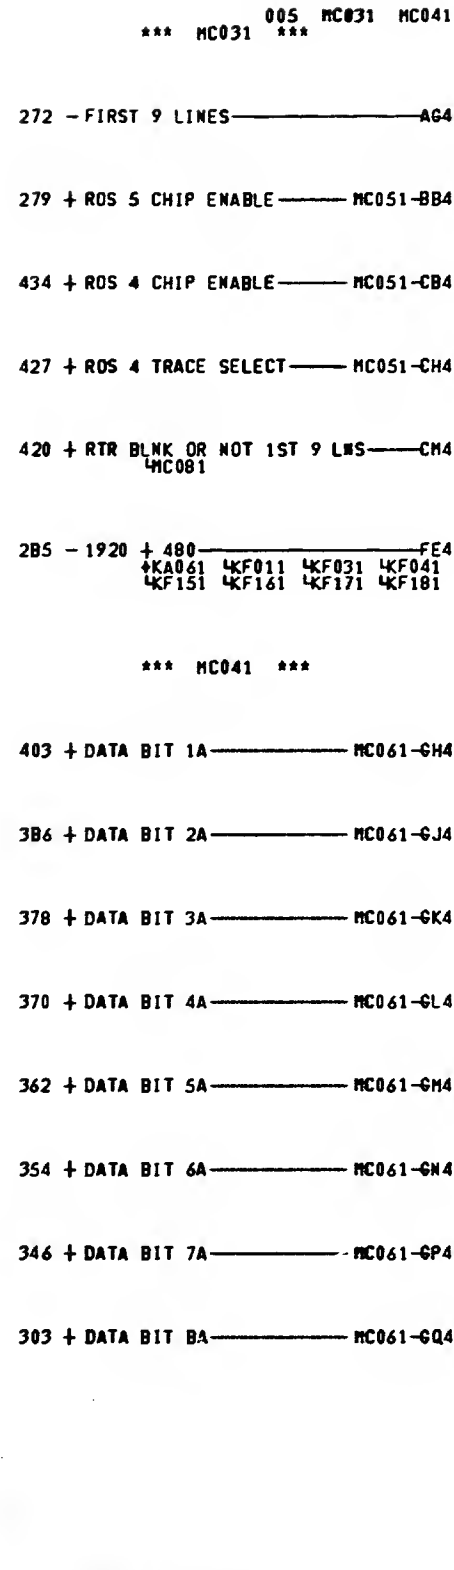 005 MC031 MC041
*** MC031 ***
272 - FIRST 9 LINES AG4
279 + ROS 5 CHIP ENABLE MC051-BB4
434 + ROS 4 CHIP ENABLE MC051-CB4
427 + ROS 4 TRACE SELECT MC051-CH4
420 + RTR BLNK OR NOT 1ST 9 LNS CM4
MC081
2B5 - 1920 + 480 FE4
KA061 KF011 KF031 KF041
KF151 KF161 KF171 KF181
*** MC041 ***
403 + DATA BIT 1A MC061-GH4
3B6 + DATA BIT 2A MC061-GJ4
378 + DATA BIT 3A MC061-GK4
370 + DATA BIT 4A MC061-GL4
362 + DATA BIT 5A MC061-GM4
354 + DATA BIT 6A MC061-GN4
346 + DATA BIT 7A MC061-GP4
303 + DATA BIT BA MC061-GQ4